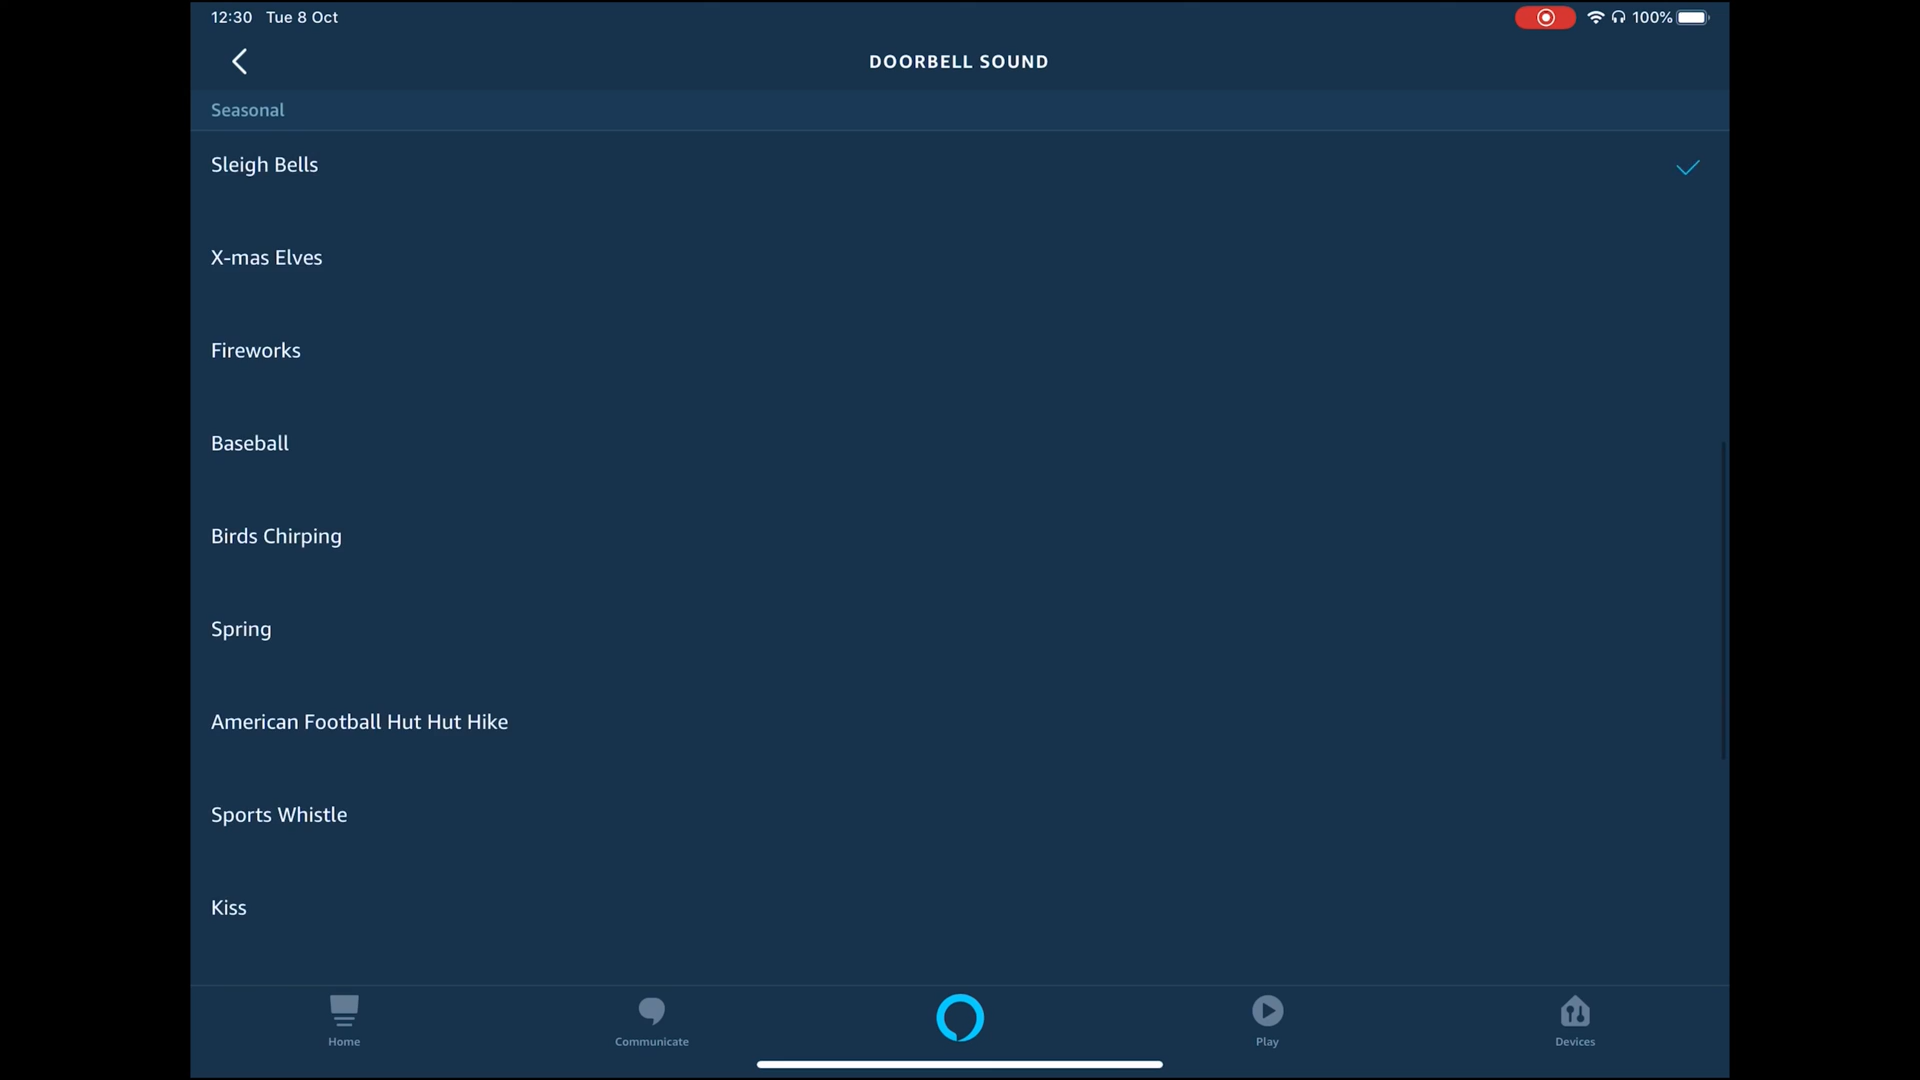 12:30 Tue 8 Oct 100%
DOORBELL SOUND
Seasonal
Sleigh Bells
X-mas Elves
Fireworks
Baseball
Birds Chirping
Spring
American Football Hut Hut Hike
Sports Whistle
Kiss
Home Communicate Play Devices